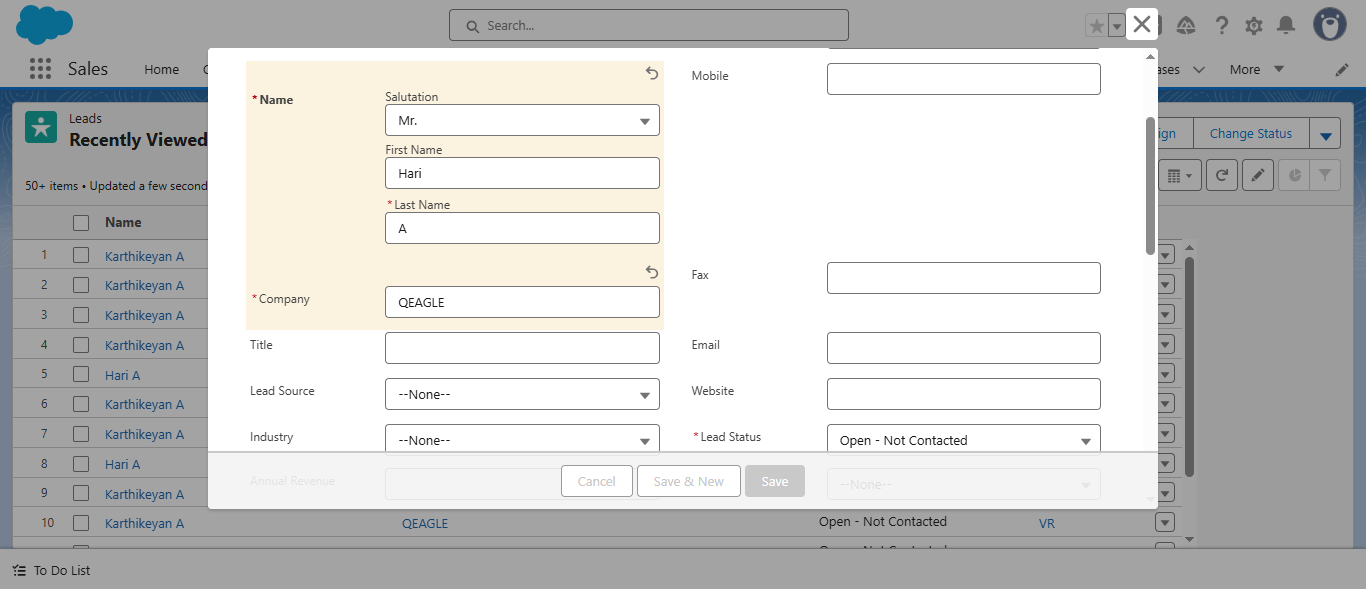 Search...
Sales
Home
More
Leads
Recently Viewed
Change Status
50+ items • Updated a few second
Name
1 Karthikeyan A
2 Karthikeyan A
3 Karthikeyan A
4 Karthikeyan A
5 Hari A
6 Karthikeyan A
7 Karthikeyan A
8 Hari A
9 Karthikeyan A
10 Karthikeyan A QEAGLE Open - Not Contacted VR
*Name
Salutation
Mr.
First Name
Hari
*Last Name
A
*Company
QEAGLE
Title
Lead Source
--None--
Industry
--None--
Annual Revenue
Mobile
Fax
Email
Website
*Lead Status
Open - Not Contacted
--None--
Cancel
Save & New
Save
To Do List